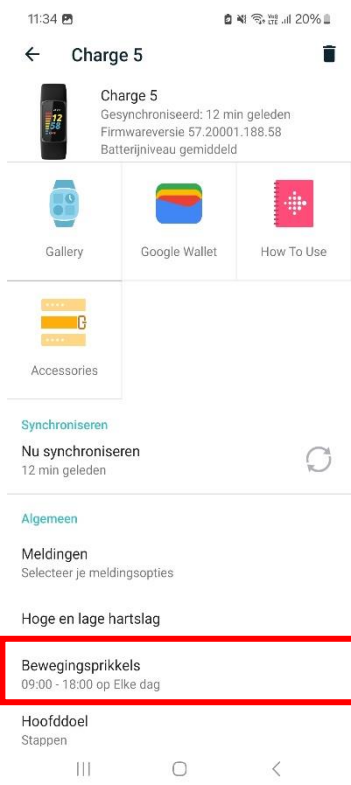 11:34 20%
Charge 5
Charge 5
Gesynchroniseerd: 12 min geleden
Firmwareversie 57.20001.188.58
Batterijniveau gemiddeld
Gallery
Google Wallet
How To Use
Accessories
Synchroniseren
Nu synchroniseren
12 min geleden
Algemeen
Meldingen
Selecteer je meldingsopties
Hoge en lage hartslag
Bewegingsprikkels
09:00 - 18:00 op Elke dag
Hoofddoel
Stappen